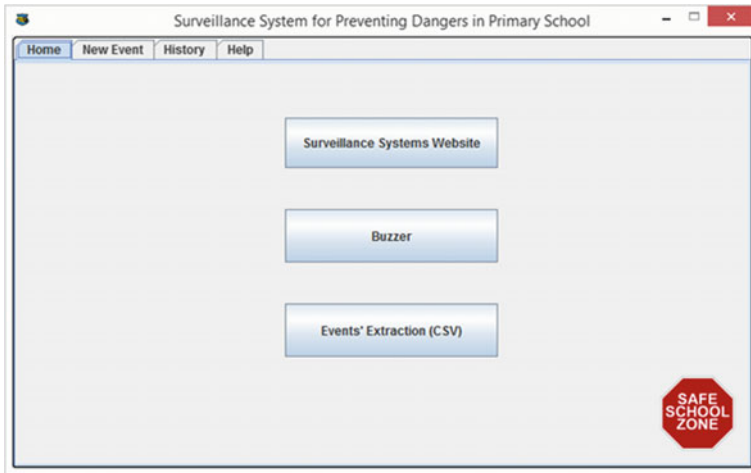 Surveillance System for Preventing Dangers in Primary School
Home New Event History Help
Surveillance Systems Website
Buzzer
Events' Extraction (CSV)
SAFE
SCHOOL
ZONE